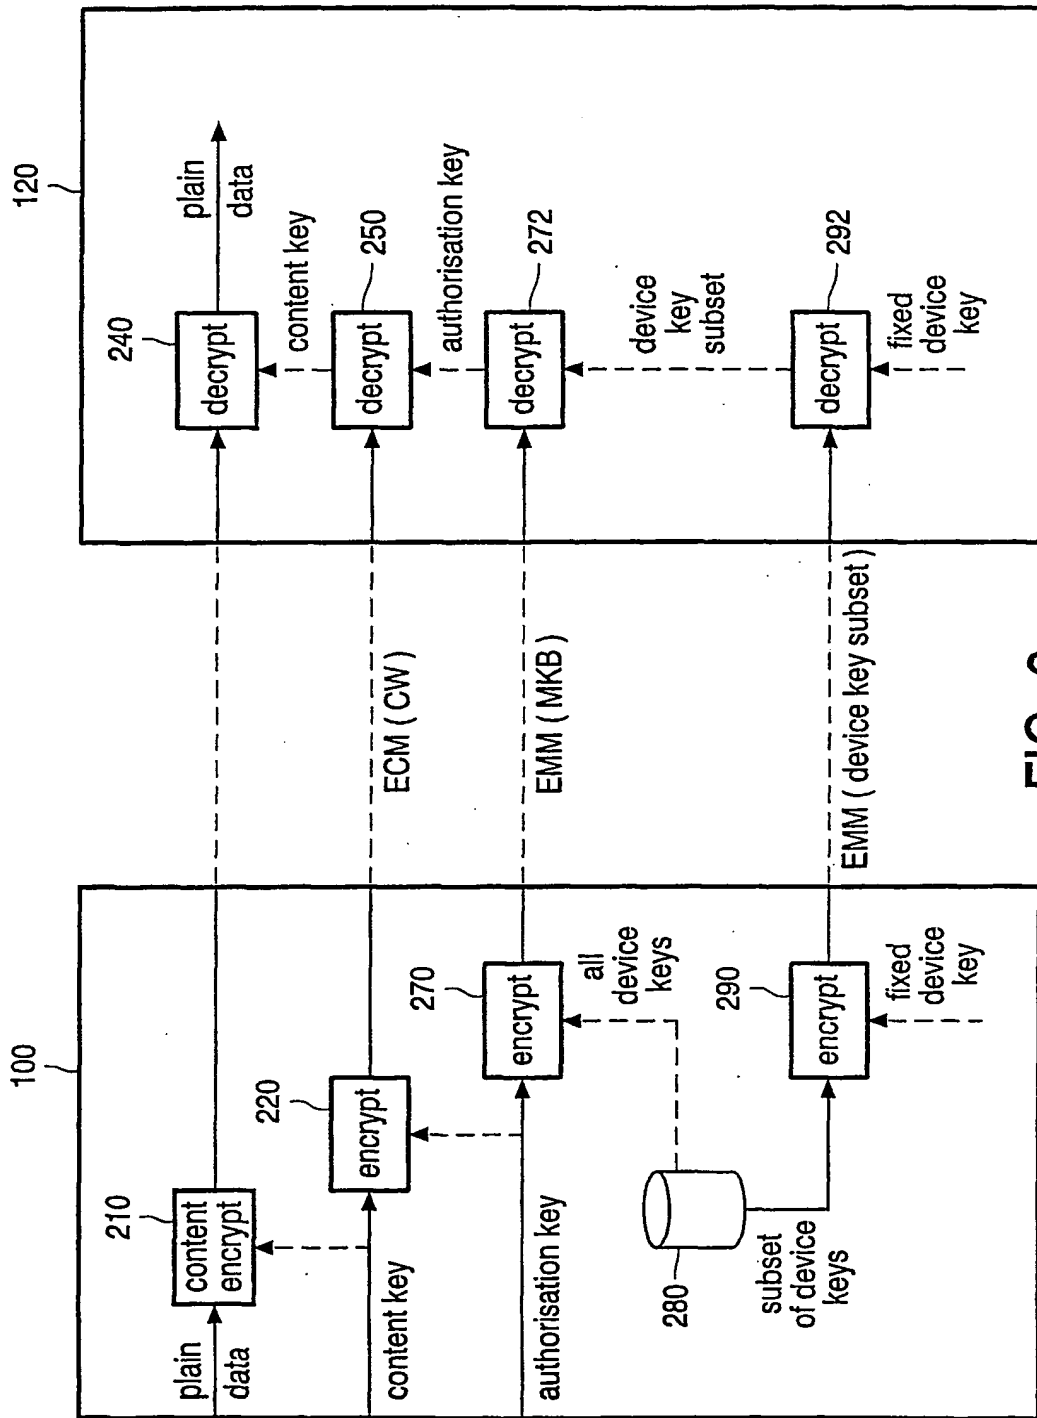 100
120
plain
data
210
content
encrypt
240
decrypt
plain
data
content key
220
encrypt
ECM ( CW )
content key
decrypt
250
authorisation key
authorisation key
270
encrypt
EMM ( MKB )
decrypt
272
all
device
keys
device
key
subset
280
subset
of device
keys
290
encrypt
fixed
device
key
EMM ( device key subset )
decrypt
292
fixed
device
key